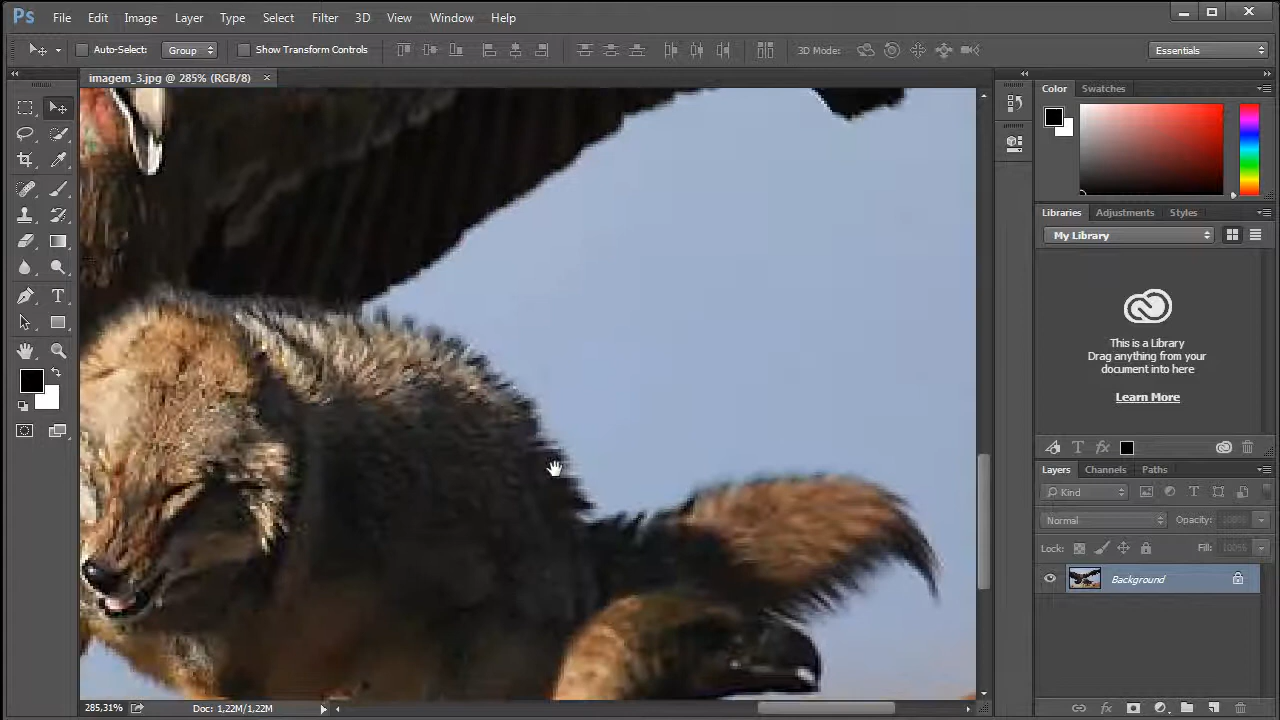 Ps File Edit Image Layer Type Select Filter 3D View Window Help
Auto-Select: Group Show Transform Controls 3D Mode: Essentials
imagem_3.jpg @ 285% (RGB/8) ×
Color Swatches
Libraries Adjustments Styles
My Library
This is a Library
Drag anything from your
document into here
Learn More
Layers Channels Paths
Kind
Normal Opacity: 100%
Lock: Fill: 100%
Background
285,31% Doc: 1,22M/1,22M